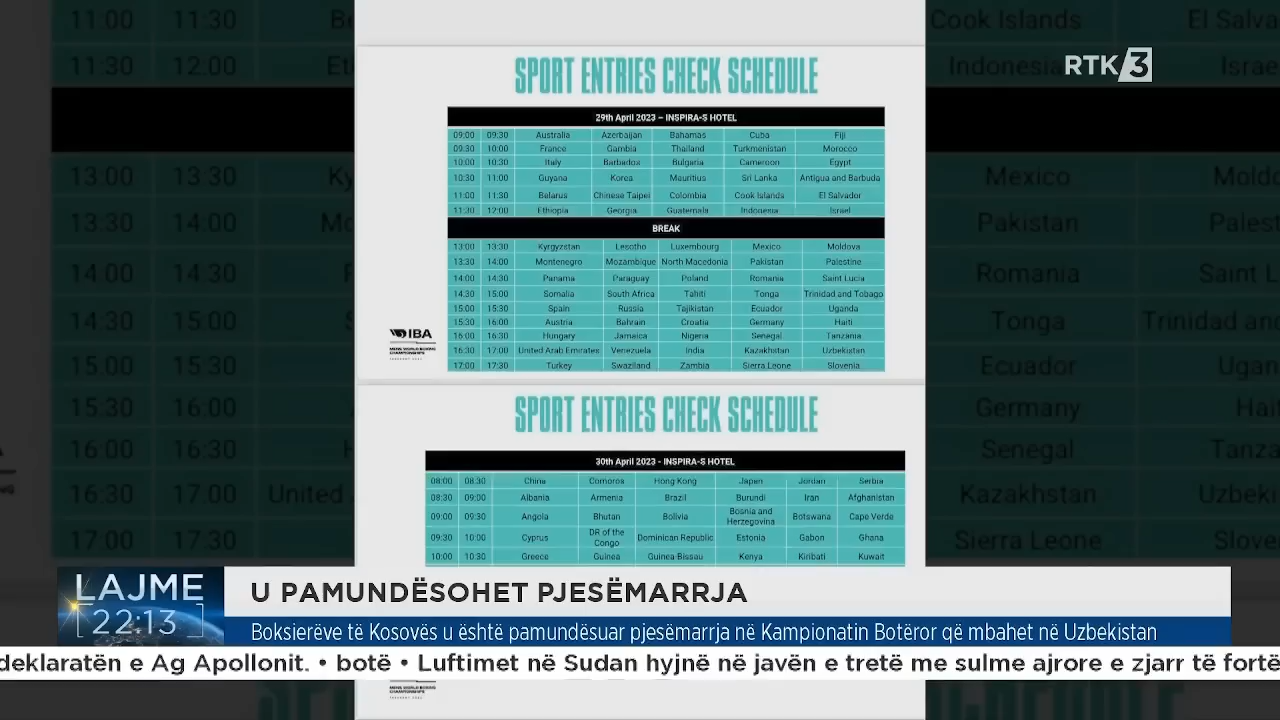 RTK 3
SPORT ENTRIES CHECK SCHEDULE
29th April 2023 – INSPIRA-S HOTEL
09:00 09:30 Australia Azerbaijan Bahamas Cuba Fiji
09:30 10:00 France Gambia Thailand Turkmenistan Morocco
10:00 10:30 Italy Barbados Bulgaria Cameroon Egypt
10:30 11:00 Guyana Korea Mauritius Sri Lanka Antigua and Barbuda
11:00 11:30 Belarus Chinese Taipei Colombia Cook Islands El Salvador
11:30 12:00 Ethiopia Georgia Guatemala Indonesia Israel
BREAK
13:00 13:30 Kyrgyzstan Lesotho Luxembourg Mexico Moldova
13:30 14:00 Montenegro Mozambique North Macedonia Pakistan Palestine
14:00 14:30 Panama Paraguay Poland Romania Saint Lucia
14:30 15:00 Somalia South Africa Tahiti Tonga Trinidad and Tobago
15:00 15:30 Spain Russia Tajikistan Ecuador Uganda
15:30 16:00 Austria Bahrain Croatia Germany Haiti
16:00 16:30 Hungary Jamaica Nigeria Senegal Tanzania
16:30 17:00 United Arab Emirates Venezuela India Kazakhstan Uzbekistan
17:00 17:30 Turkey Swaziland Zambia Sierra Leone Slovenia
IBA
MENS WORLD BOXING
CHAMPIONSHIPS
SPORT ENTRIES CHECK SCHEDULE
30th April 2023 - INSPIRA-S HOTEL
08:00 08:30 China Comoros Hong Kong Japan Jordan Serbia
08:30 09:00 Albania Armenia Brazil Burundi Iran Afghanistan
09:00 09:30 Angola Bhutan Bolivia Bosnia and Herzegovina Botswana Cape Verde
09:30 10:00 Cyprus DR of the Congo Dominican Republic Estonia Gabon Ghana
10:00 10:30 Greece Guinea Guinea-Bissau Kenya Kiribati Kuwait
LAJME
22:13
U PAMUNDËSOHET PJESËMARRJA
Boksierëve të Kosovës u është pamundësuar pjesëmarrja në Kampionatin Botëror që mbahet në Uzbekistan
deklaratën e Ag Apollonit. • botë • Luftimet në Sudan hyjnë në javën e tretë me sulme ajrore e zjarr të fortë